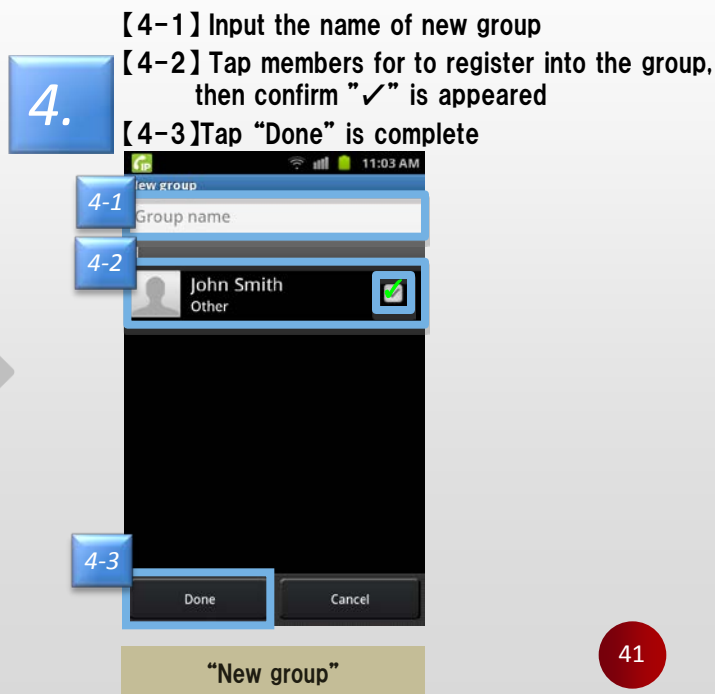 【4-1】Input the name of new group
【4-2】Tap members for to register into the group,
then confirm "✓" is appeared
【4-3】Tap “Done” is complete
4.
IP
11:03 AM
New group
4-1
Group name
4-2
John Smith
Other
4-3
Done
Cancel
“New group”
41